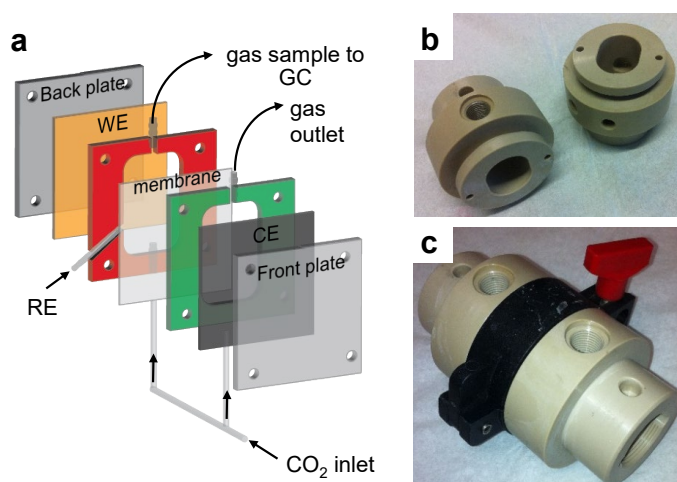 a
gas sample to
GC
gas
outlet
Back plate
WE
membrane
CE
Front plate
RE
CO₂ inlet
b
c